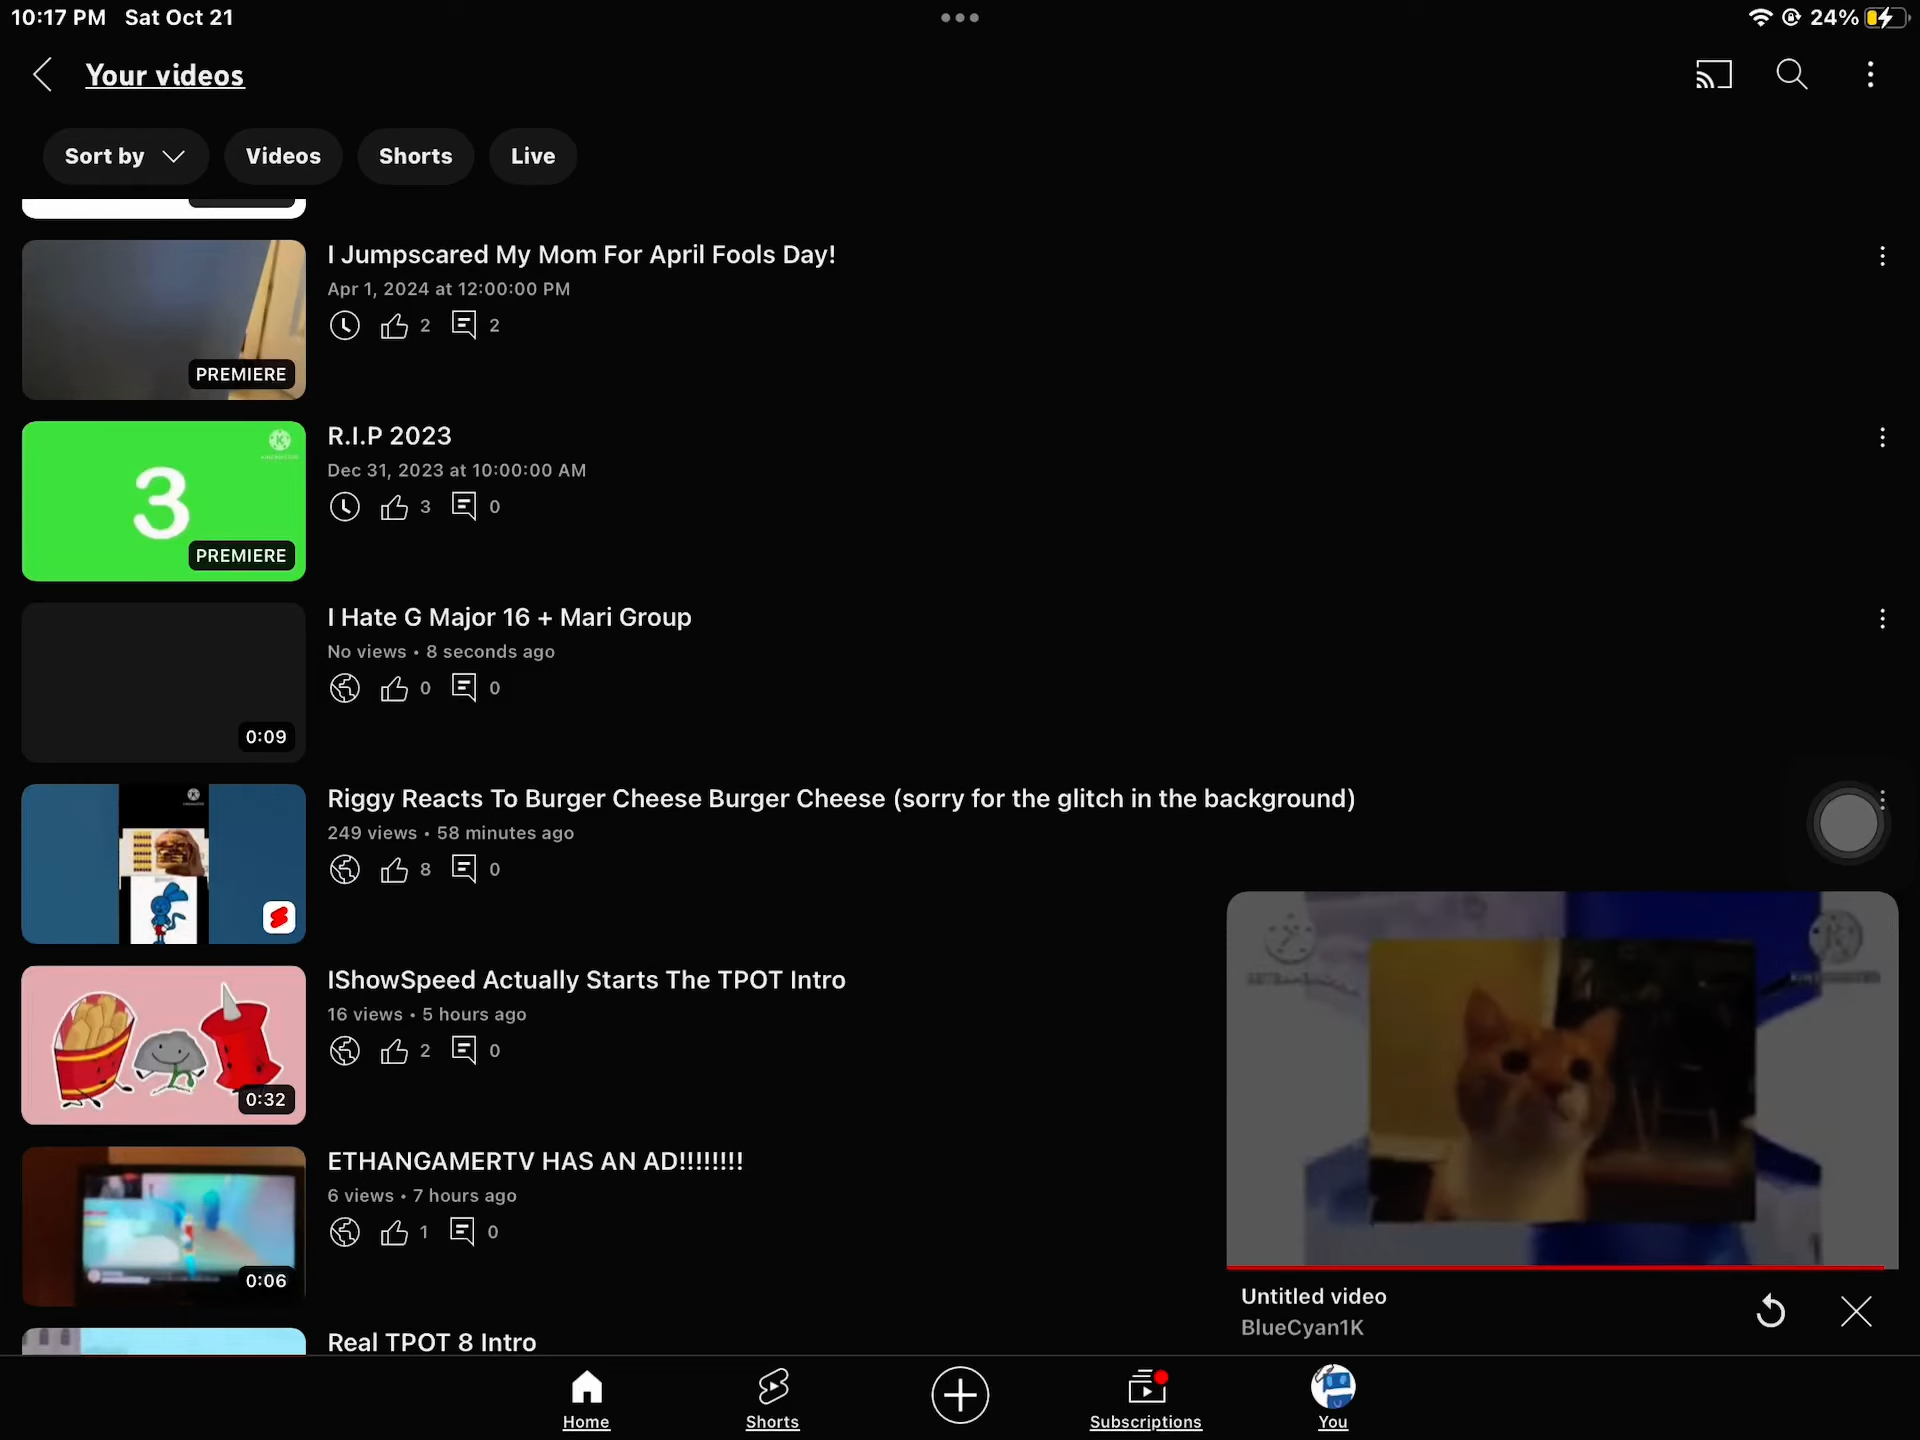 10:17 PM Sat Oct 21
24%
Your videos
Sort by
Videos
Shorts
Live
I Jumpscared My Mom For April Fools Day!
Apr 1, 2024 at 12:00:00 PM
2
2
PREMIERE
R.I.P 2023
Dec 31, 2023 at 10:00:00 AM
3
0
3
PREMIERE
I Hate G Major 16 + Mari Group
No views • 8 seconds ago
0
0
0:09
Riggy Reacts To Burger Cheese Burger Cheese (sorry for the glitch in the background)
249 views • 58 minutes ago
8
0
IShowSpeed Actually Starts The TPOT Intro
16 views • 5 hours ago
2
0
0:32
ETHANGAMERTV HAS AN AD!!!!!!!!
6 views • 7 hours ago
1
0
0:06
Untitled video
BlueCyan1K
Real TPOT 8 Intro
Home
Shorts
Subscriptions
You